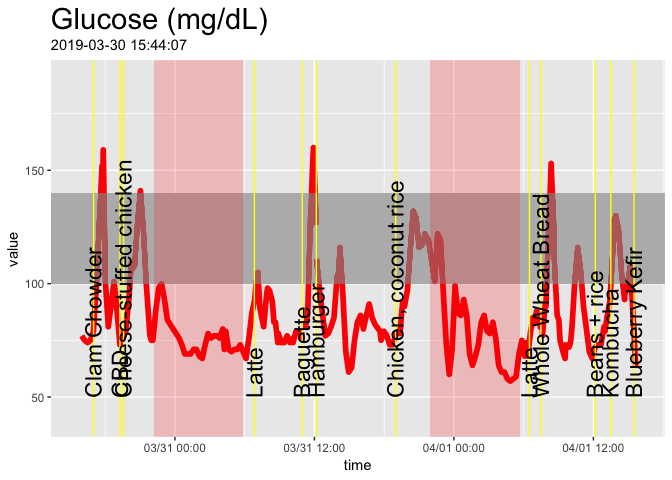 Glucose (mg/dL)
2019-03-30 15:44:07
value
150
100
50
Clam Chowder
CBD
Cheese-stuffed chicken
Latte
Baguette
Hamburger
Chicken, coconut rice
Latte
Whole Wheat Bread
Beans + rice
Kombucha
Blueberry Kefir
03/31 00:00
03/31 12:00
04/01 00:00
04/01 12:00
time